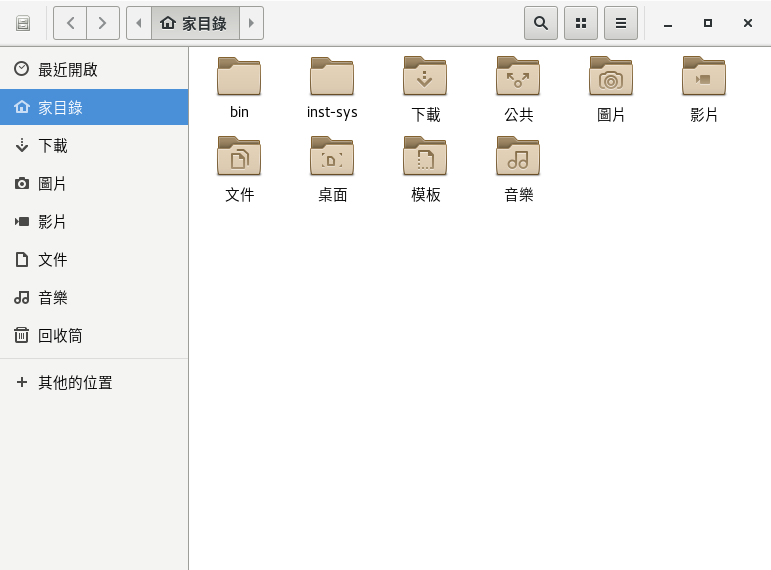 家目錄
最近開啟
家目錄
下載
圖片
影片
文件
音樂
回收筒
其他的位置
bin
inst-sys
下載
公共
圖片
影片
文件
桌面
模板
音樂